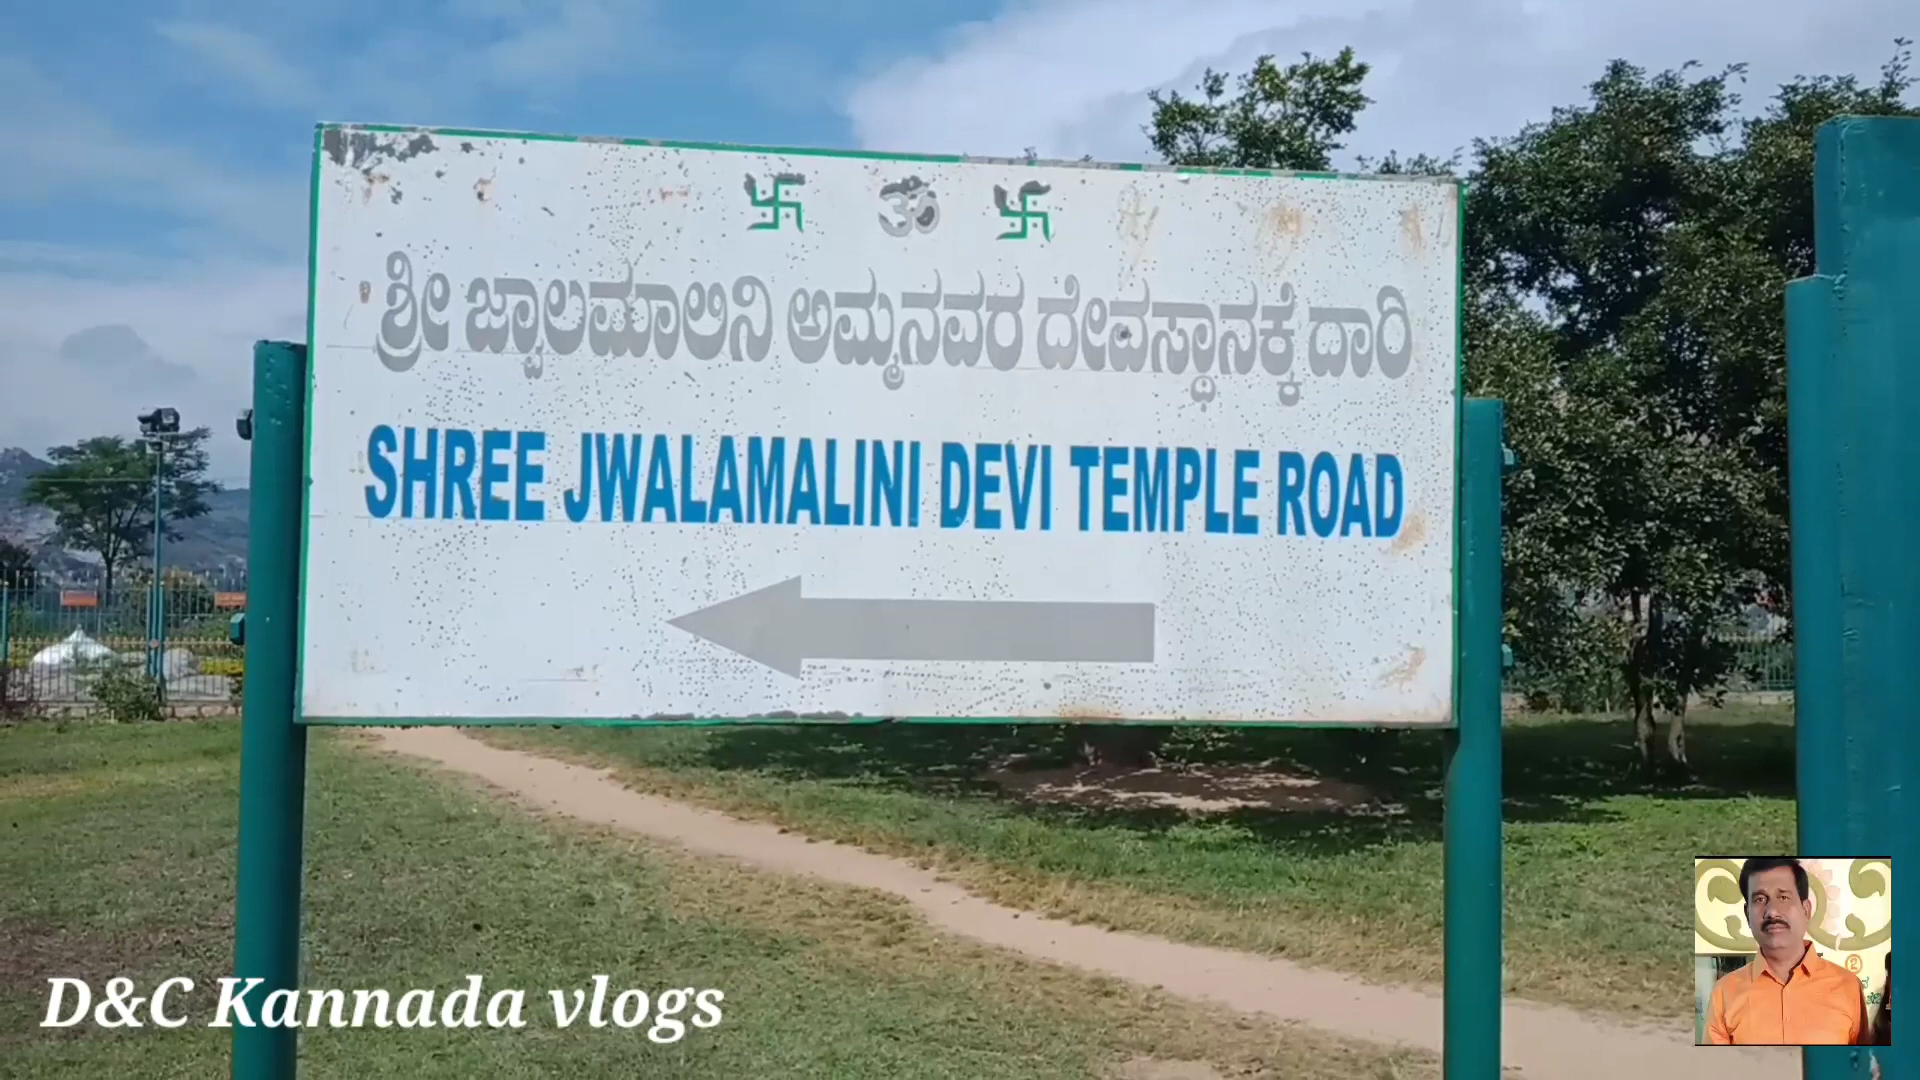 卐 ॐ 卐
ಶ್ರೀ ಜ್ವಾಲಮಾಲಿನಿ ಅಮ್ಮನವರ ದೇವಸ್ಥಾನಕ್ಕೆ ದಾರಿ
SHREE JWALAMALINI DEVI TEMPLE ROAD
D&C Kannada vlogs